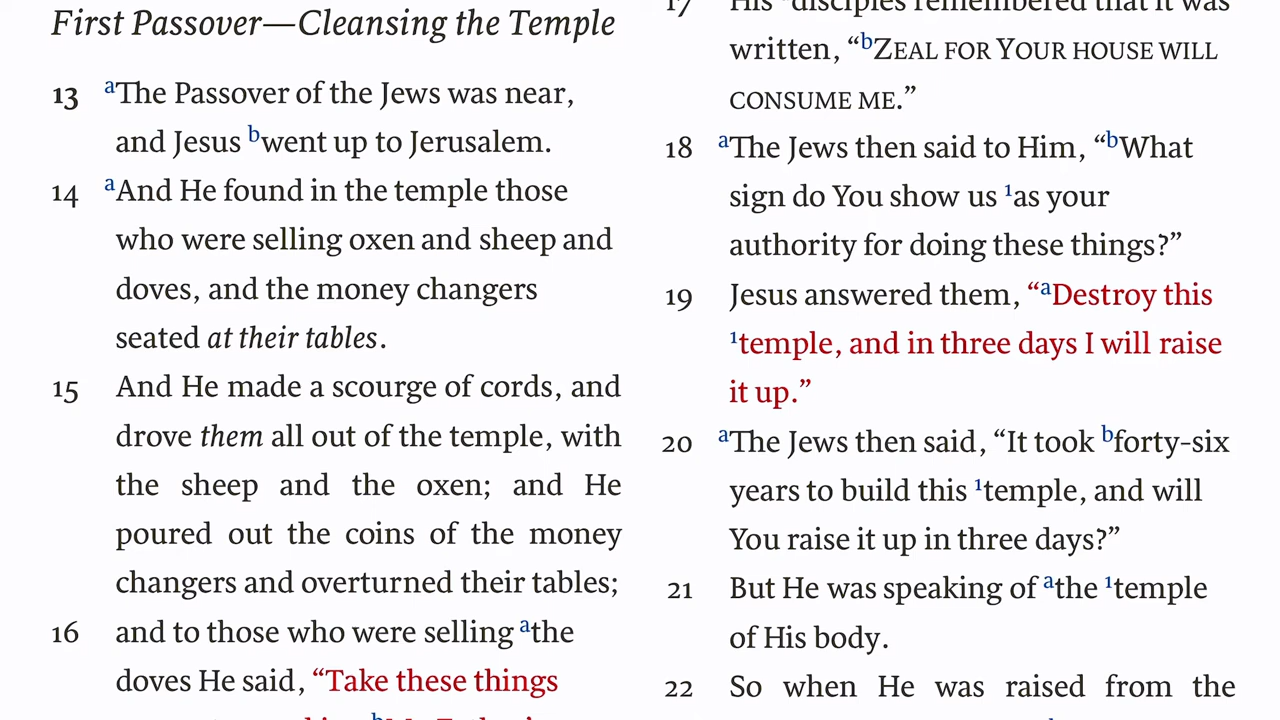 First Passover—Cleansing the Temple
13 aThe Passover of the Jews was near,
and Jesus bwent up to Jerusalem.
14 aAnd He found in the temple those
who were selling oxen and sheep and
doves, and the money changers
seated at their tables.
15 And He made a scourge of cords, and
drove them all out of the temple, with
the sheep and the oxen; and He
poured out the coins of the money
changers and overturned their tables;
16 and to those who were selling athe
doves He said, “Take these things
bMy Father’s
17 His disciples remembered that it was
written, “bZEAL FOR YOUR HOUSE WILL
CONSUME ME.”
18 aThe Jews then said to Him, “bWhat
sign do You show us 1as your
authority for doing these things?”
19 Jesus answered them, “aDestroy this
1temple, and in three days I will raise
it up.”
20 aThe Jews then said, “It took bforty-six
years to build this 1temple, and will
You raise it up in three days?”
21 But He was speaking of athe 1temple
of His body.
22 So when He was raised from the